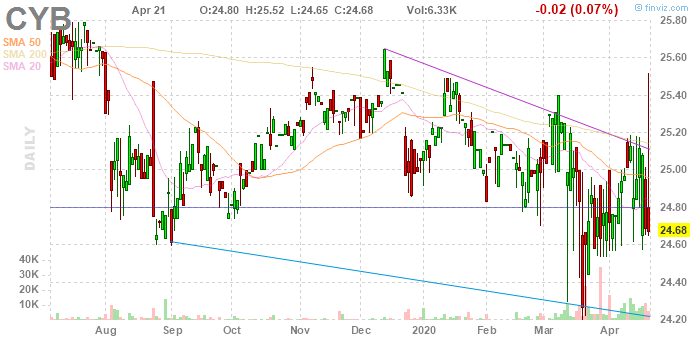 CYB
Apr 21 O:24.80 H:25.52 L:24.65 C:24.68 Vol:6.33K -0.02 (0.07%)
© finviz.com
SMA 50
SMA 200
SMA 20
DAILY
25.80
25.60
25.40
25.20
25.00
24.80
24.68
24.60
24.40
24.20
40K
30K
20K
10K
Aug Sep Oct Nov Dec 2020 Feb Mar Apr